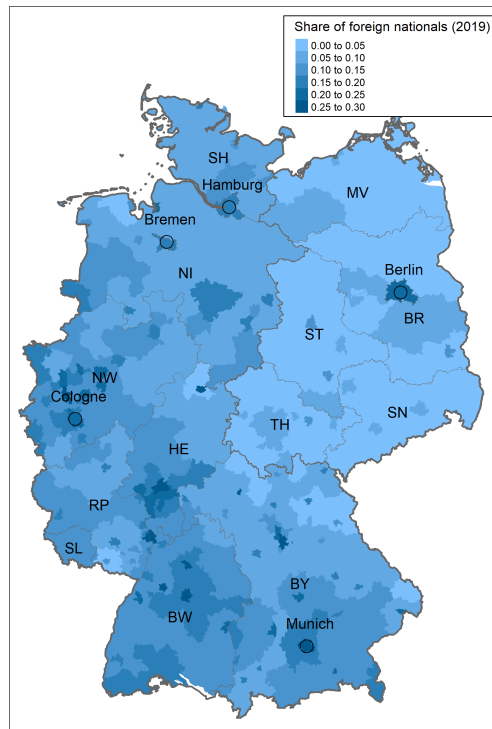 Share of foreign nationals (2019)
0.00 to 0.05
0.05 to 0.10
0.10 to 0.15
0.15 to 0.20
0.20 to 0.25
0.25 to 0.30
SH
Hamburg
MV
Bremen
NI
Berlin
BR
ST
NW
Cologne
SN
TH
HE
RP
SL
BY
BW
Munich